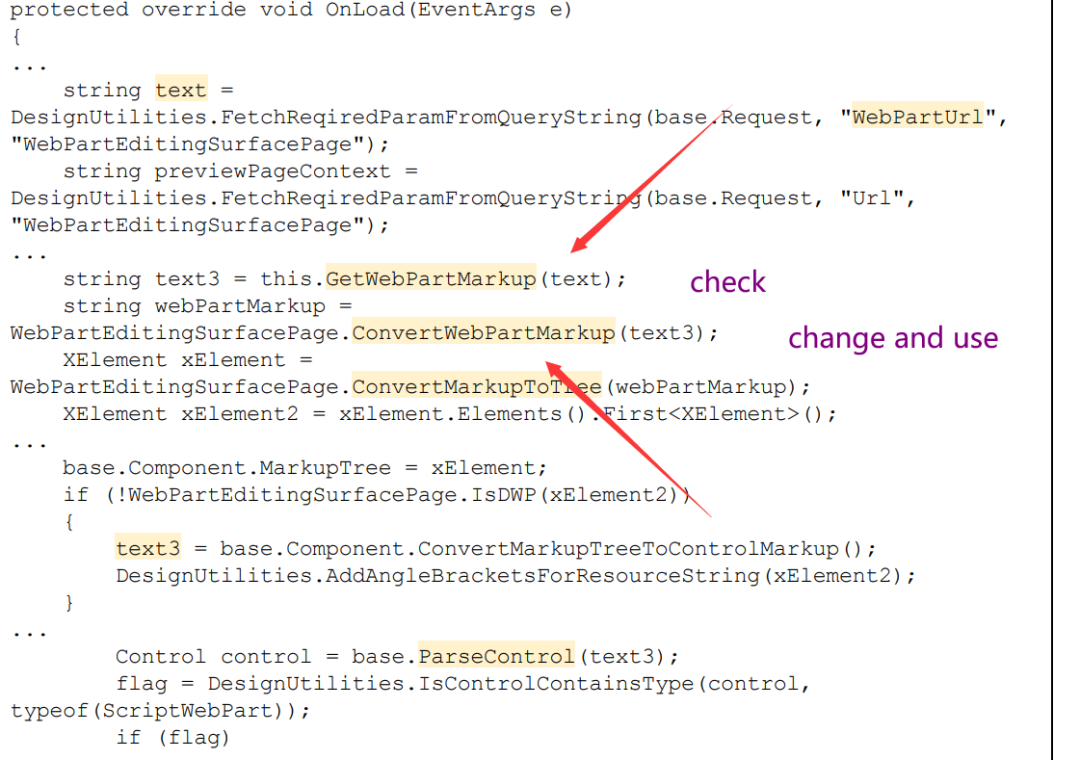 protected override void OnLoad(EventArgs e)
{
...
    string text =
DesignUtilities.FetchReqiredParamFromQueryString(base.Request, "WebPartUrl",
"WebPartEditingSurfacePage");
    string previewPageContext =
DesignUtilities.FetchReqiredParamFromQueryString(base.Request, "Url",
"WebPartEditingSurfacePage");
...
    string text3 = this.GetWebPartMarkup(text);
check
    string webPartMarkup =
WebPartEditingSurfacePage.ConvertWebPartMarkup(text3);
change and use
    XElement xElement =
WebPartEditingSurfacePage.ConvertMarkupToTree(webPartMarkup);
    XElement xElement2 = xElement.Elements().First<XElement>();
...
    base.Component.MarkupTree = xElement;
    if (!WebPartEditingSurfacePage.IsDWP(xElement2))
    {
        text3 = base.Component.ConvertMarkupTreeToControlMarkup();
        DesignUtilities.AddAngleBracketsForResourceString(xElement2);
    }
...
        Control control = base.ParseControl(text3);
        flag = DesignUtilities.IsControlContainsType(control,
typeof(ScriptWebPart));
        if (flag)